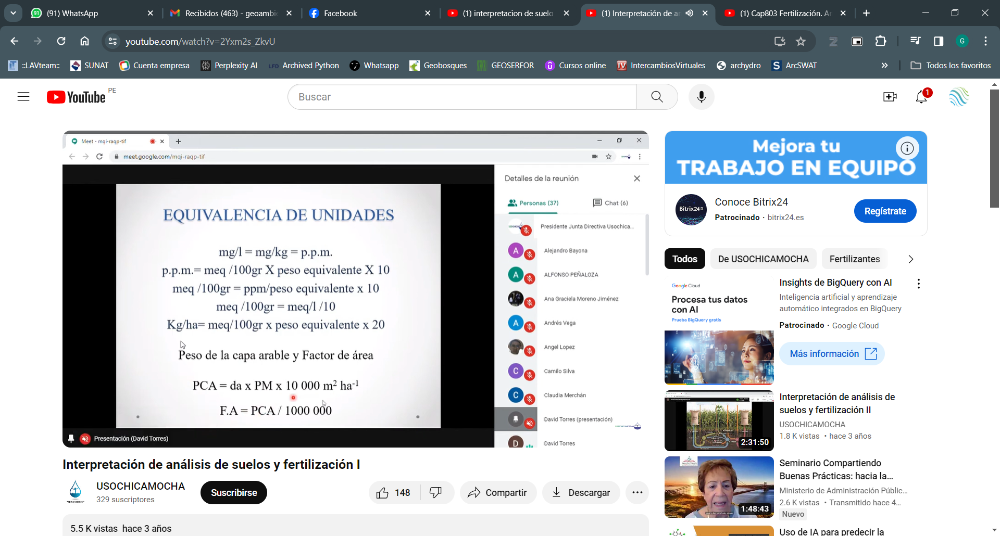 (91) WhatsApp
Recibidos (463) - geoambie
Facebook
(1) interpretacion de suelo
(1) Interpretación de an
(1) Cap803 Fertilización. An
youtube.com/watch?v=2Yxm2s_ZkvU
G
::LAVteam::
SUNAT
Cuenta empresa
Perplexity AI
LFD Archived Python
Whatsapp
Geobosques
GEOSERFOR
Cursos online
IntercambiosVirtuales
archydro
ArcSWAT
»
Todos los favoritos
YouTube PE
Buscar
1
Meet - mqi-raqp-tif
meet.google.com/mqi-raqp-tif
EQUIVALENCIA DE UNIDADES
mg/l = mg/kg = p.p.m.
p.p.m.= meq /100gr X peso equivalente X 10
meq /100gr = ppm/peso equivalente x 10
meq /100gr = meq/l /10
Kg/ha= meq/100gr x peso equivalente x 20
Peso de la capa arable y Factor de área
PCA = da x PM x 10 000 m² ha⁻¹
F.A = PCA / 1000 000
Presentación (David Torres)
Detalles de la reunión
Personas (37)
Chat (6)
Presidente Junta Directiva Usochica...
A Alejandro Bayona
A ALFONSO PEÑALOZA
Ana Graciela Moreno Jiménez
A Andrés Vega
Angel Lopez
C Camilo Silva
C Claudia Merchán
David Torres (presentación)
USOCHICAMOCHA
D David Torres
Interpretación de análisis de suelos y fertilización I
USOCHICAMOCHA
329 suscriptores
Suscribirse
148
Compartir
Descargar
5.5 K vistas hace 3 años
Mejora tu
TRABAJO EN EQUIPO
Bitrix24
Conoce Bitrix24
Patrocinado · bitrix24.es
Regístrate
Todos
De USOCHICAMOCHA
Fertilizantes
Google Cloud
Procesa tus datos
con AI
Prueba BigQuery gratis
Insights de BigQuery con AI
Inteligencia artificial y aprendizaje
automático integrados en BigQuery
Patrocinado · Google Cloud
Más información
2:31:50
Interpretación de análisis de
suelos y fertilización II
USOCHICAMOCHA
1.8 K vistas • hace 3 años
1:48:43
Seminario Compartiendo
Buenas Prácticas: hacia la...
Ministerio de Administración Públic...
2.6 K vistas • Transmitido hace 4...
Nuevo
Uso de IA para predecir la